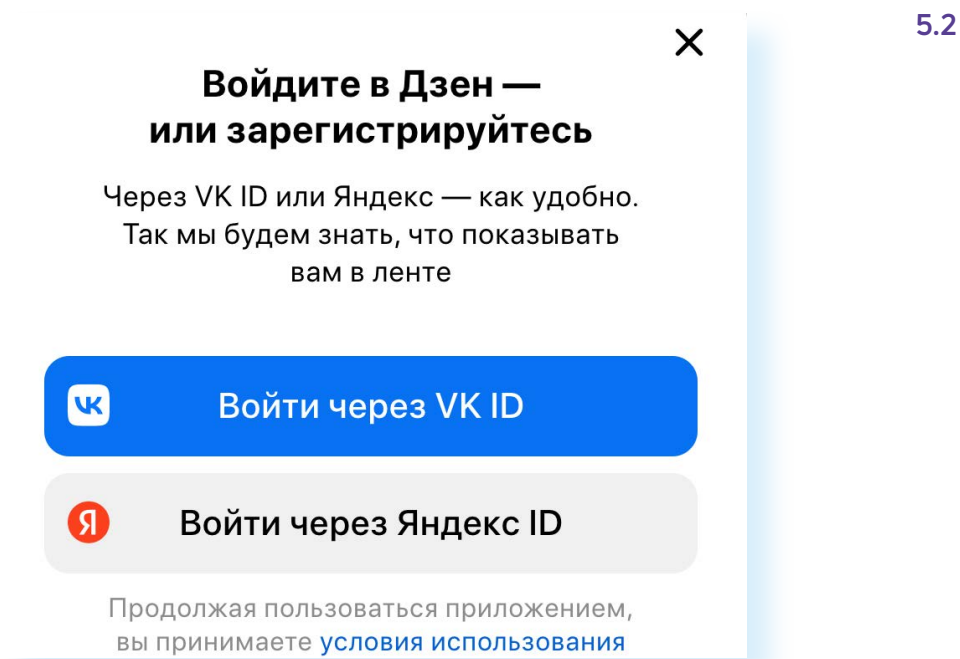 5.2
Войдите в Дзен —
или зарегистрируйтесь
Через VK ID или Яндекс — как удобно.
Так мы будем знать, что показывать
вам в ленте
Войти через VK ID
Я Войти через Яндекс ID
Продолжая пользоваться приложением,
вы принимаете условия использования